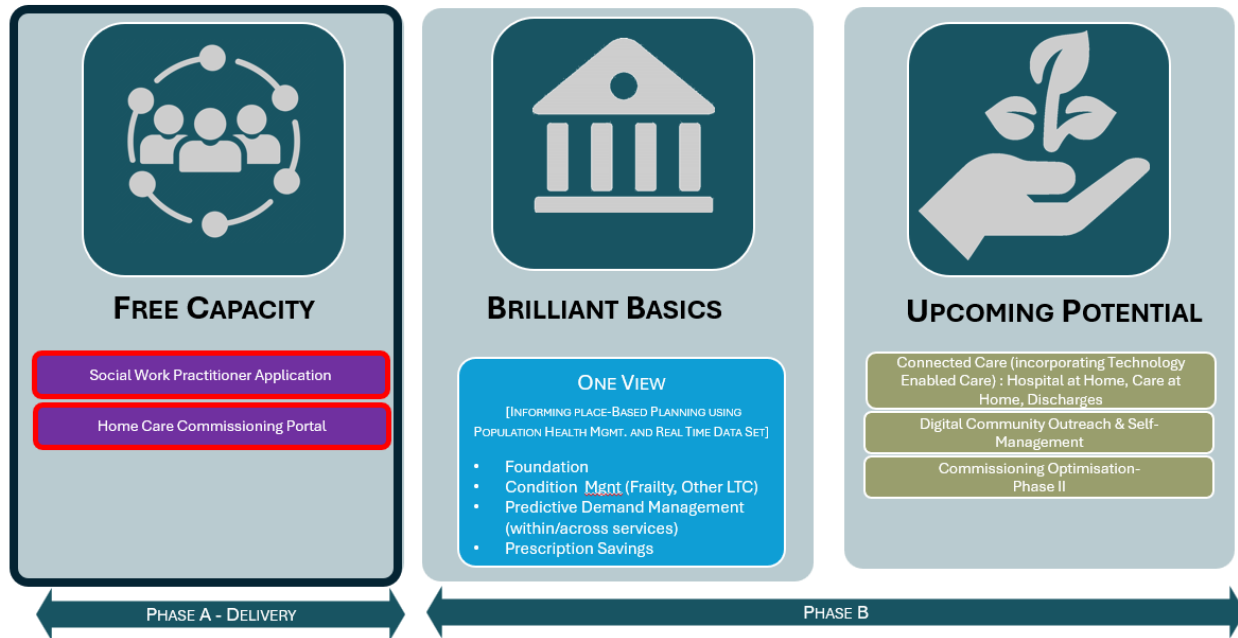 FREE CAPACITY
Social Work Practitioner Application
Home Care Commissioning Portal
BRILLIANT BASICS
ONE VIEW
[INFORMING PLACE-BASED PLANNING USING
POPULATION HEALTH MGMT. AND REAL TIME DATA SET]
• Foundation
• Condition Mgnt (Frailty, Other LTC)
• Predictive Demand Management
(within/across services)
• Prescription Savings
UPCOMING POTENTIAL
Connected Care (incorporating Technology
Enabled Care) : Hospital at Home, Care at
Home, Discharges
Digital Community Outreach & Self-
Management
Commissioning Optimisation-
Phase II
PHASE A - DELIVERY
PHASE B